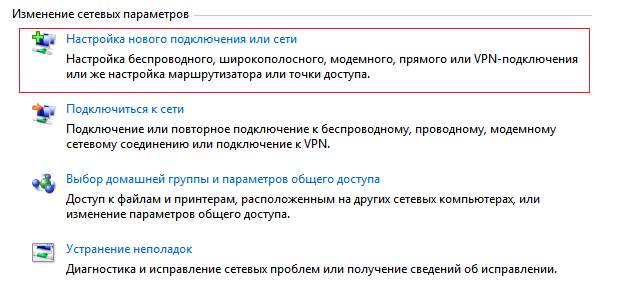 Изменение сетевых параметров
Настройка нового подключения или сети
Настройка беспроводного, широкополосного, модемного, прямого или VPN-подключения
или же настройка маршрутизатора или точки доступа.
Подключиться к сети
Подключение или повторное подключение к беспроводному, проводному, модемному
сетевому соединению или подключение к VPN.
Выбор домашней группы и параметров общего доступа
Доступ к файлам и принтерам, расположенным на других сетевых компьютерах, или
изменение параметров общего доступа.
Устранение неполадок
Диагностика и исправление сетевых проблем или получение сведений об исправлении.